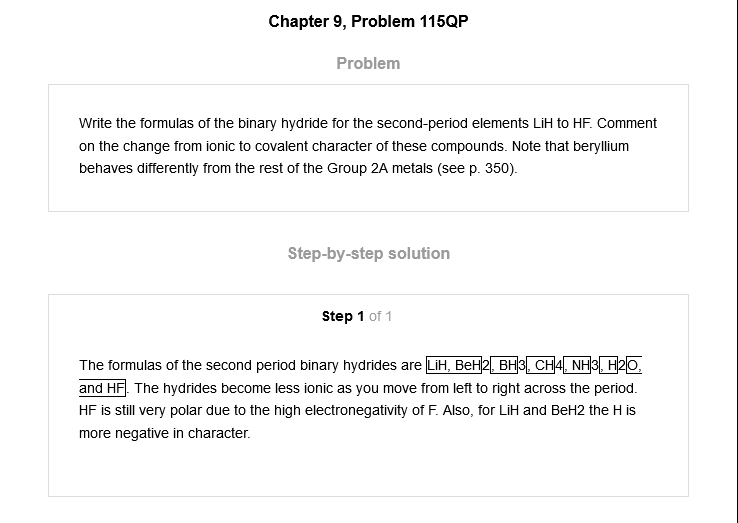 Chapter 9, Problem 115QP
Problem
Write the formulas of the binary hydride for the second-period elements LiH to HF. Comment
on the change from ionic to covalent character of these compounds. Note that beryllium
behaves differently from the rest of the Group 2A metals (see p. 350).
Step-by-step solution
Step 1 of 1
The formulas of the second period binary hydrides are LiH, BeH2, BH3, CH4, NH3, H2O,
and HF. The hydrides become less ionic as you move from left to right across the period.
HF is still very polar due to the high electronegativity of F. Also, for LiH and BeH2 the H is
more negative in character.